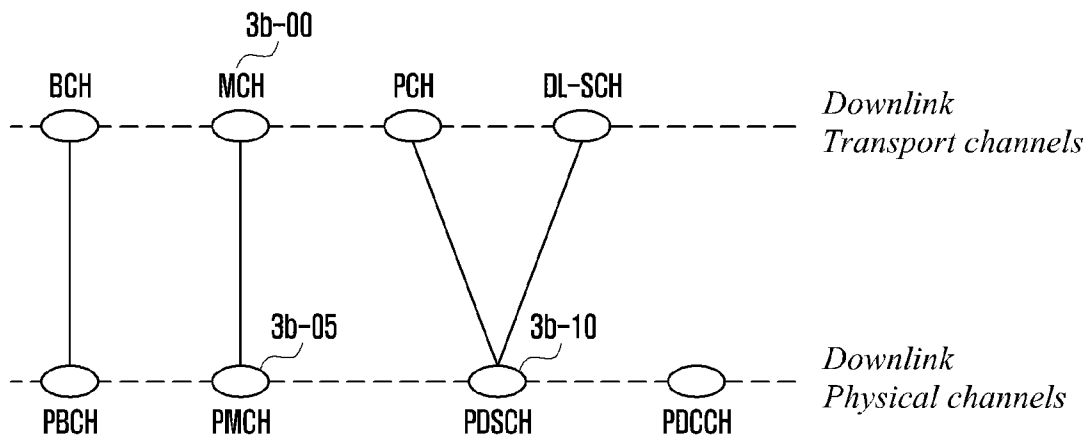 3b-00
BCH MCH PCH DL-SCH
Downlink
Transport channels
3b-05 3b-10
Downlink
Physical channels
PBCH PMCH PDSCH PDCCH